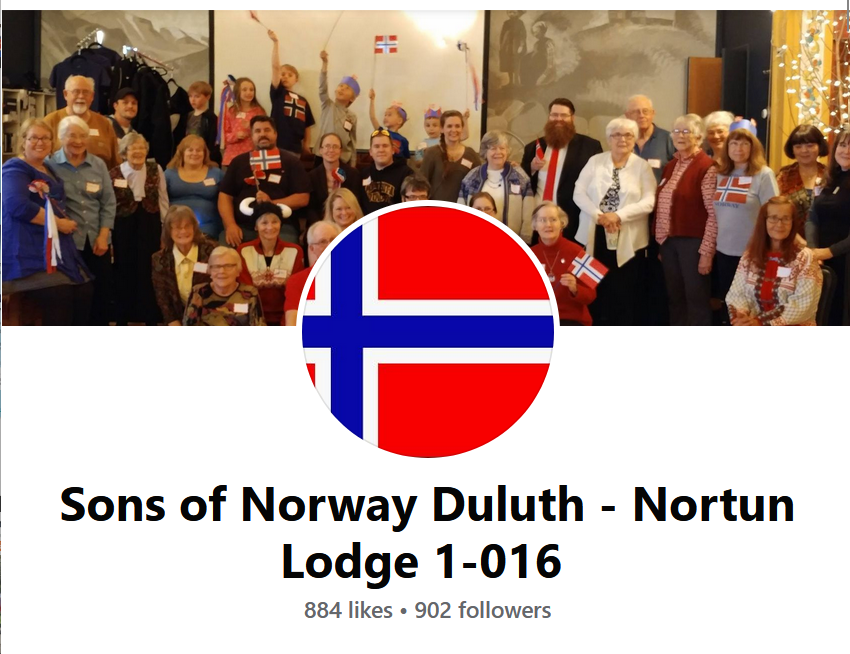 Sons of Norway Duluth - Nortun
Lodge 1-016
884 likes • 902 followers